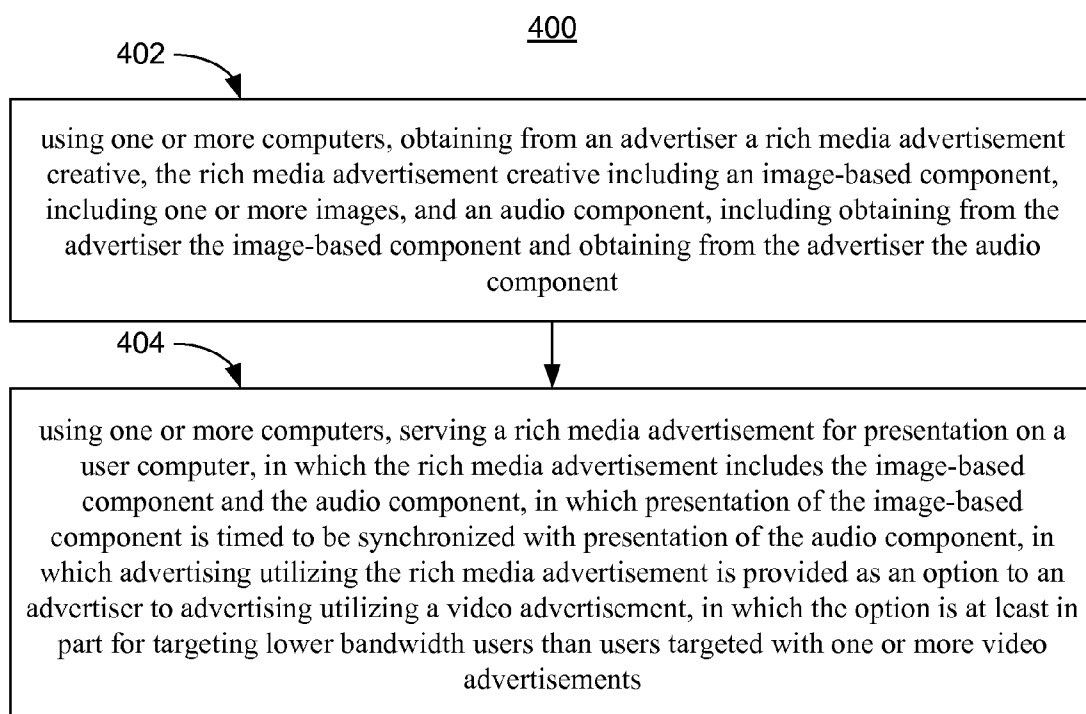 400
402
using one or more computers, obtaining from an advertiser a rich media advertisement
creative, the rich media advertisement creative including an image-based component,
including one or more images, and an audio component, including obtaining from the
advertiser the image-based component and obtaining from the advertiser the audio
component
404
using one or more computers, serving a rich media advertisement for presentation on a
user computer, in which the rich media advertisement includes the image-based
component and the audio component, in which presentation of the image-based
component is timed to be synchronized with presentation of the audio component, in
which advertising utilizing the rich media advertisement is provided as an option to an
advertiser to advertising utilizing a video advertisement, in which the option is at least in
part for targeting lower bandwidth users than users targeted with one or more video
advertisements